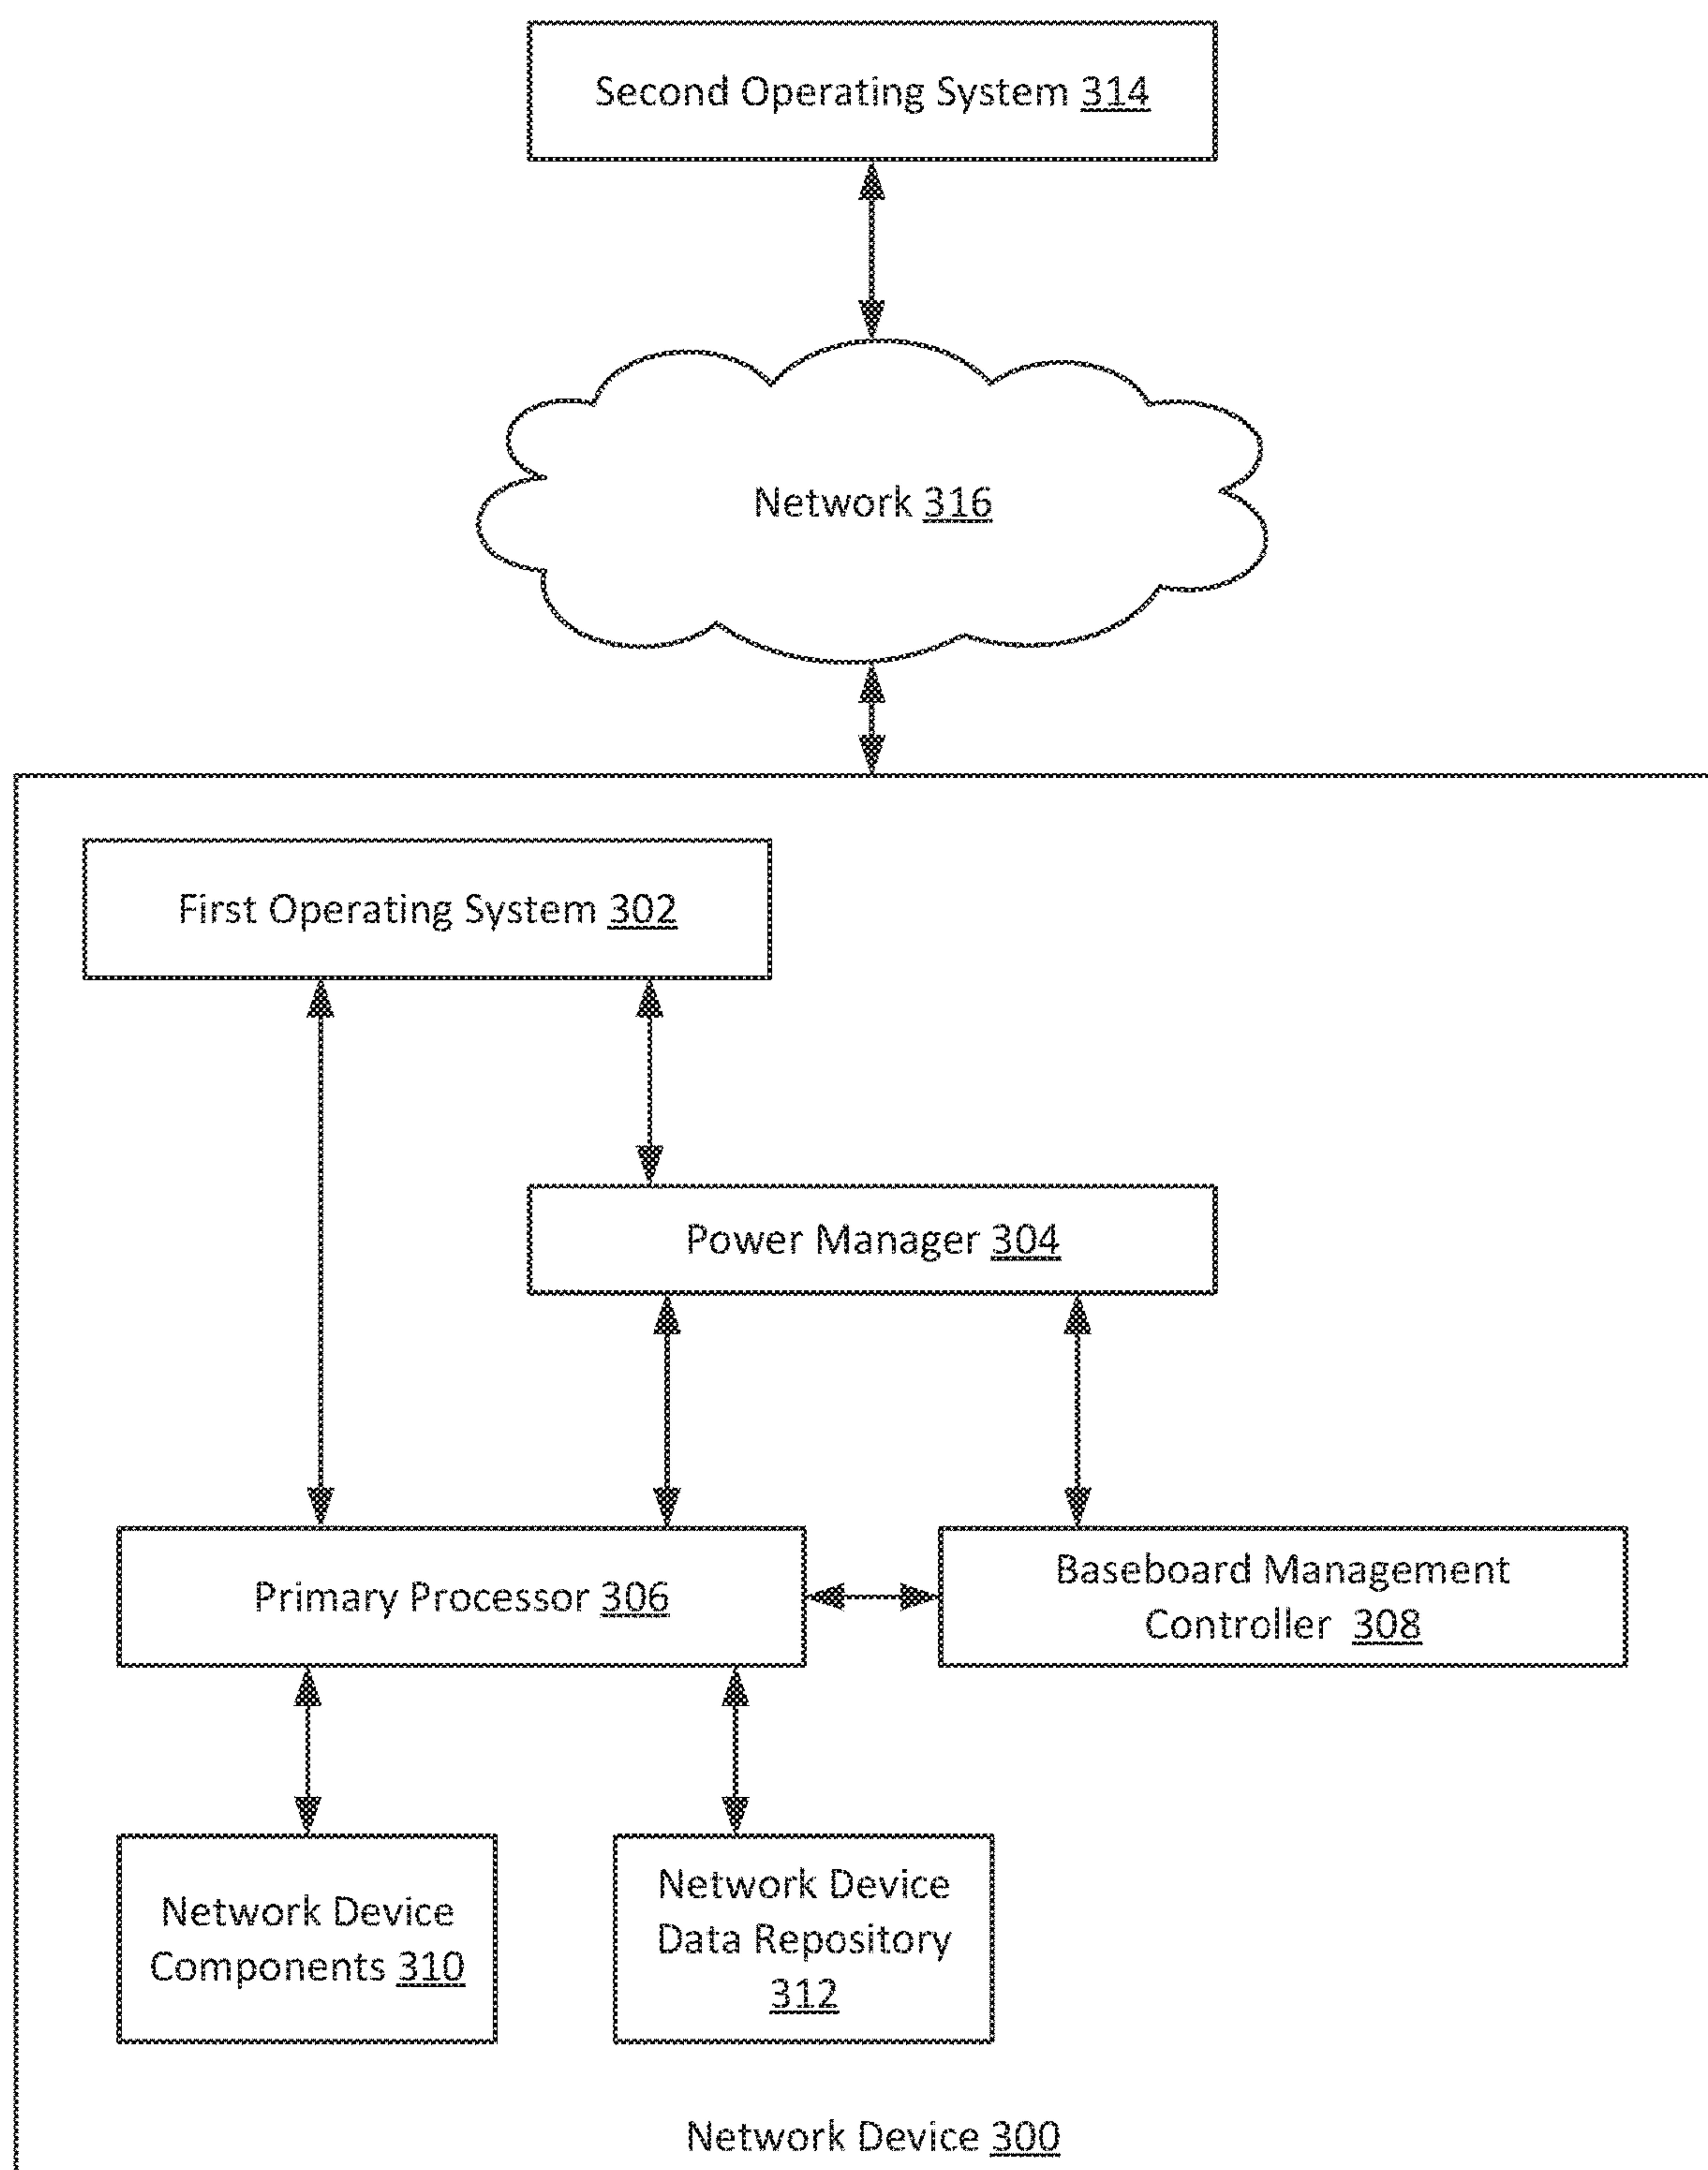 Second Operating System 314
Network 316
First Operating System 302
Power Manager 304
Primary Processor 306
Baseboard Management
Controller 308
Network Device
Components 310
Network Device
Data Repository
312
Network Device 300